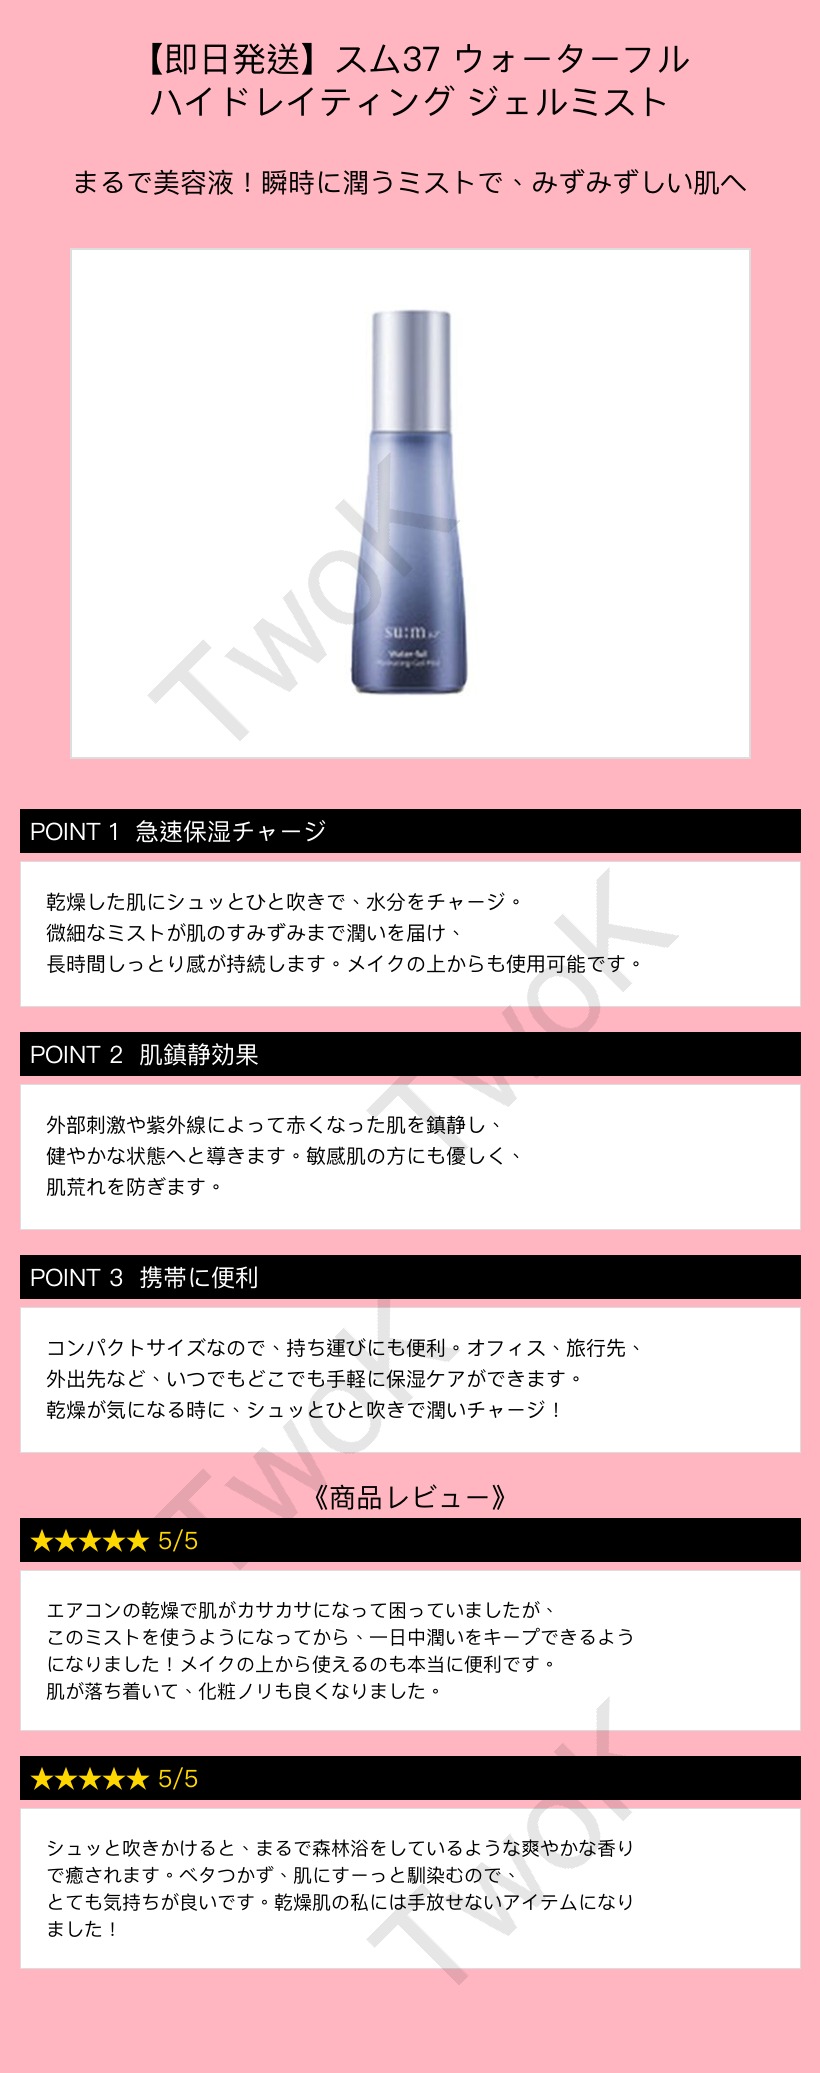 【即日発送】スム37 ウォーターフル
ハイドレイティング ジェルミスト
まるで美容液！瞬時に潤うミストで、みずみずしい肌へ
su:m37°
Water-full
Hydrating Gel Mist
TwoK
POINT 1 急速保湿チャージ
乾燥した肌にシュッとひと吹きで、水分をチャージ。
微細なミストが肌のすみずみまで潤いを届け、
長時間しっとり感が持続します。メイクの上からも使用可能です。
TwoK
POINT 2 肌鎮静効果
外部刺激や紫外線によって赤くなった肌を鎮静し、
健やかな状態へと導きます。敏感肌の方にも優しく、
肌荒れを防ぎます。
POINT 3 携帯に便利
コンパクトサイズなので、持ち運びにも便利。オフィス、旅行先、
外出先など、いつでもどこでも手軽に保湿ケアができます。
乾燥が気になる時に、シュッとひと吹きで潤いチャージ！
TwoK
《商品レビュー》
★★★★★ 5/5
エアコンの乾燥で肌がカサカサになって困っていましたが、
このミストを使うようになってから、一日中潤いをキープできるよう
になりました！メイクの上から使えるのも本当に便利です。
肌が落ち着いて、化粧ノリも良くなりました。
★★★★★ 5/5
シュッと吹きかけると、まるで森林浴をしているような爽やかな香り
で癒されます。ベタつかず、肌にすーっと馴染むので、
とても気持ちが良いです。乾燥肌の私には手放せないアイテムになり
ました！
TwoK